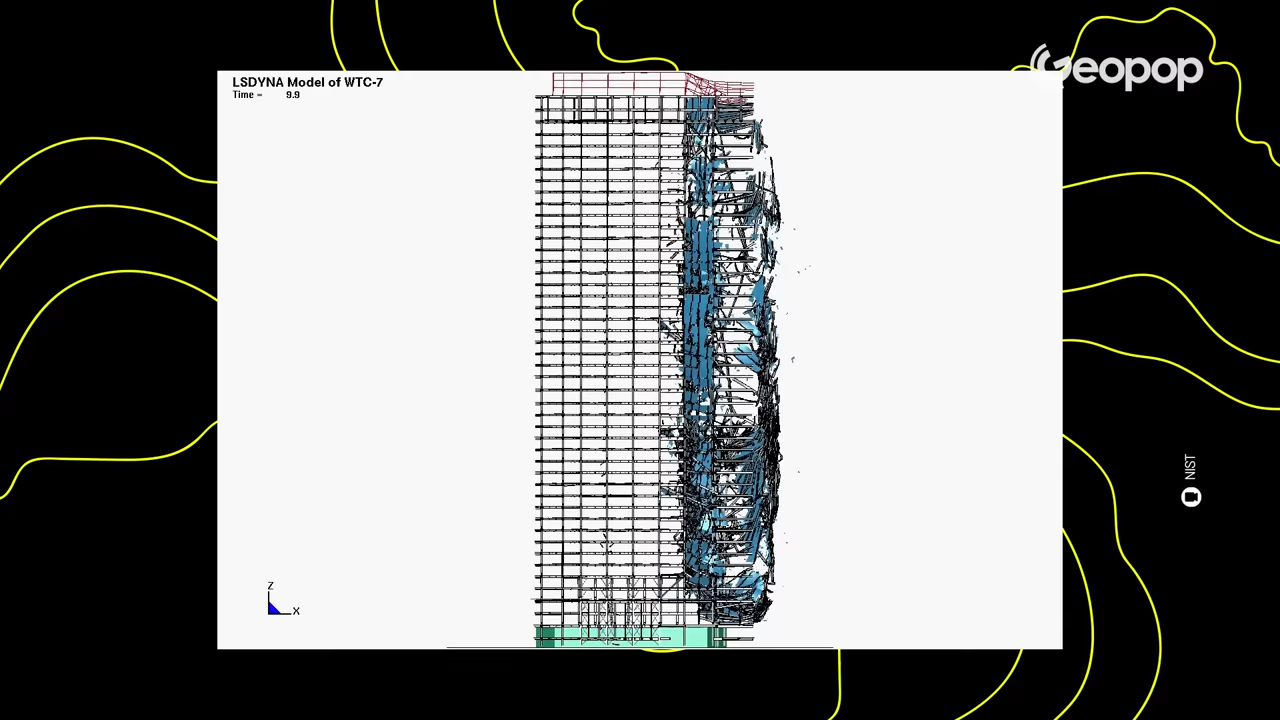 Geopop
LSDYNA Model of WTC-7
Time = 9.9
NIST
Z
X